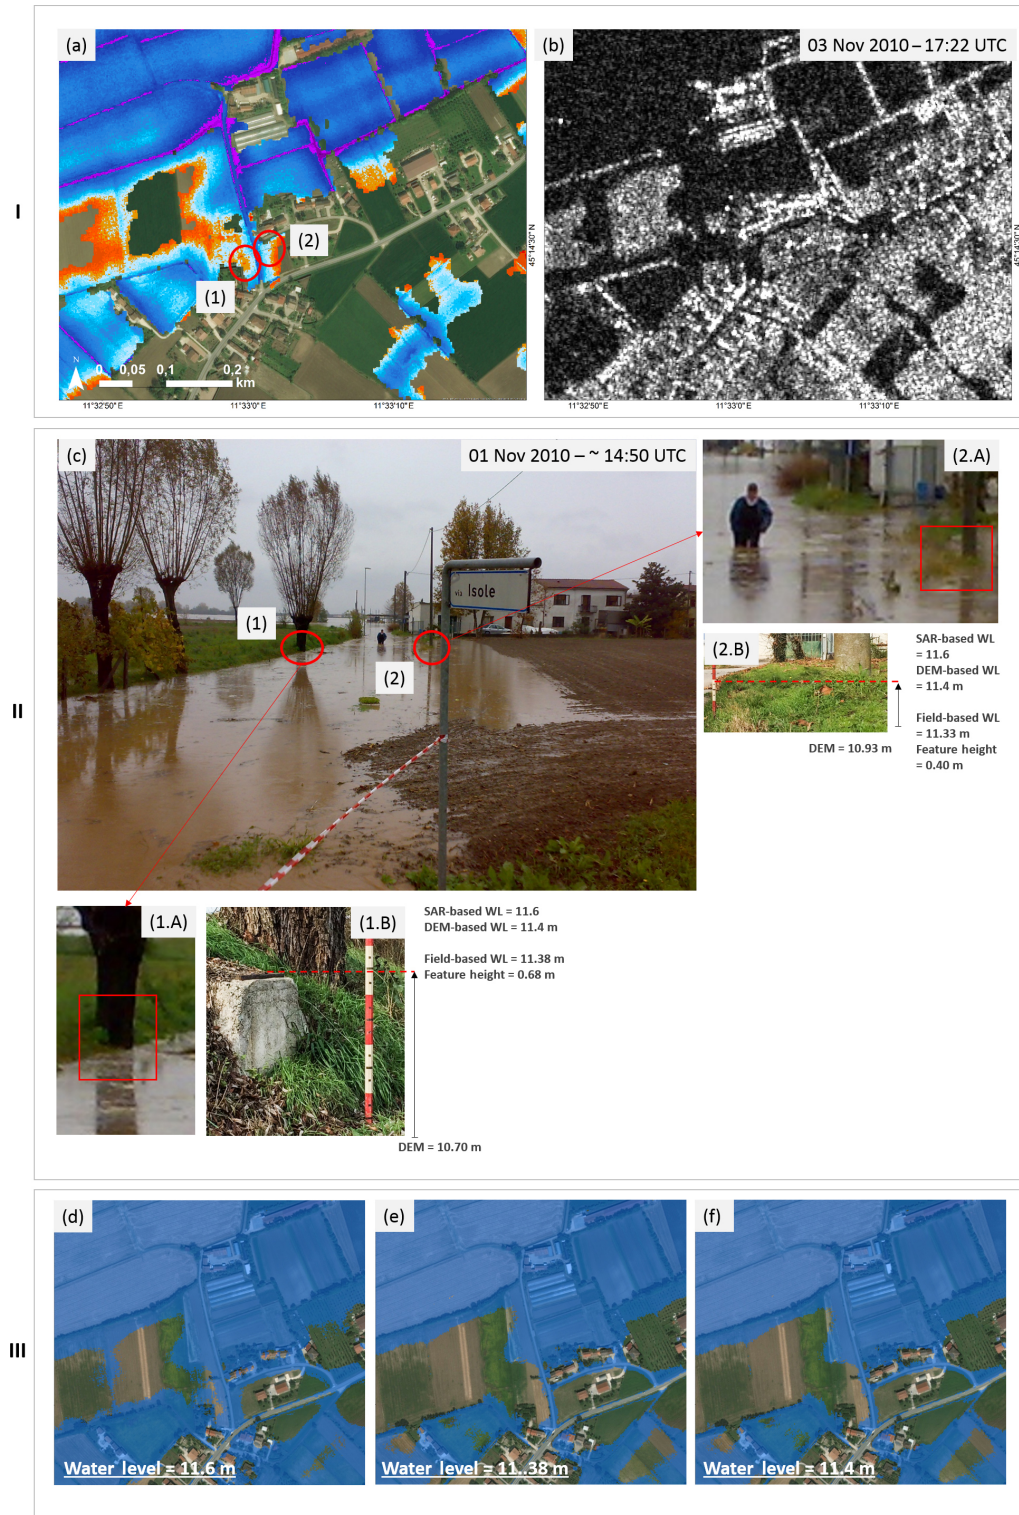 I
(a)
(1)
(2)
N
0 0,05 0,1 0,2
km
11°32'50" E
11°33'0" E
11°33'10" E
(b)
03 Nov 2010 – 17:22 UTC
45°14'30" N
11°32'50" E
11°33'0" E
11°33'10" E
45°14'30" N
II
(c)
01 Nov 2010 – ~ 14:50 UTC
via Isole
(1)
(2)
(2.A)
(2.B)
SAR-based WL
= 11.6
DEM-based WL
= 11.4 m
Field-based WL
= 11.33 m
Feature height
= 0.40 m
DEM = 10.93 m
(1.A)
(1.B)
SAR-based WL = 11.6
DEM-based WL = 11.4 m
Field-based WL = 11.38 m
Feature height = 0.68 m
DEM = 10.70 m
III
(d)
Water level = 11.6 m
(e)
Water level = 11..38 m
(f)
Water level = 11.4 m